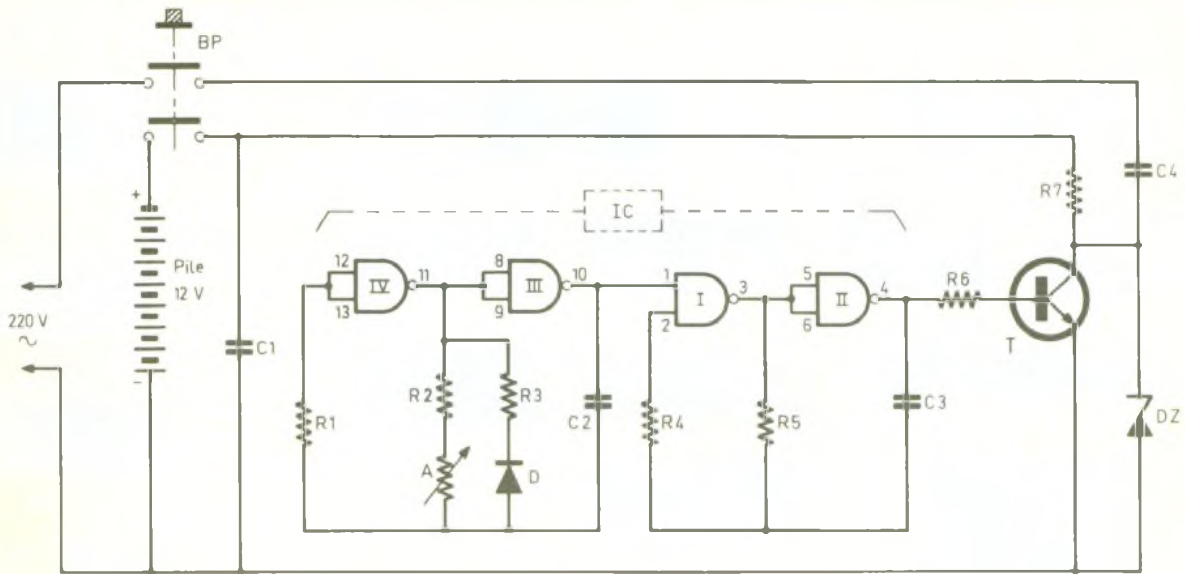 BP
C4
R7
IC
+
Pile
12 V
220 V
~
-
C1
12
13
IV
11
8
9
III
10
1
2
I
3
5
6
II
4
R6
T
R1
R2
R3
A
D
C2
R4
R5
C3
DZ